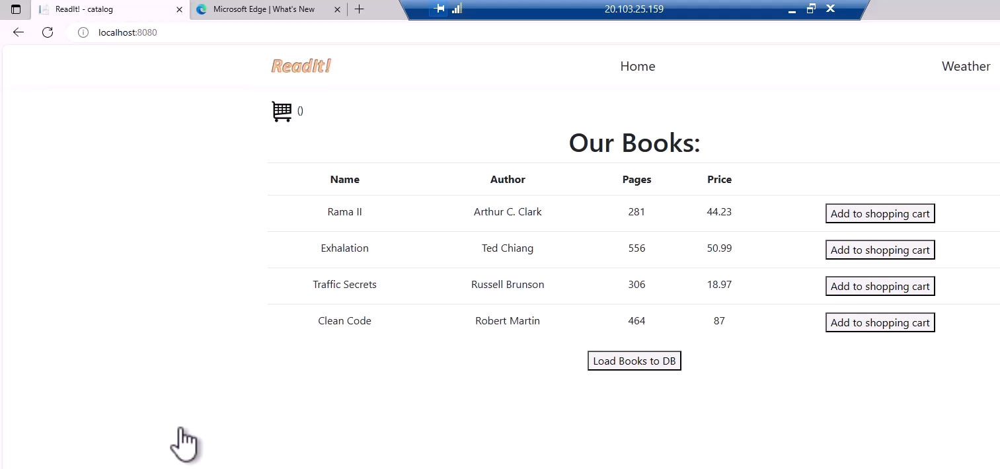 ReadIt! - catalog
Microsoft Edge | What's New
20.103.25.159
localhost:8080
ReadIt! Home Weather
()
Our Books:
Name Author Pages Price
Rama II Arthur C. Clark 281 44.23 Add to shopping cart
Exhalation Ted Chiang 556 50.99 Add to shopping cart
Traffic Secrets Russell Brunson 306 18.97 Add to shopping cart
Clean Code Robert Martin 464 87 Add to shopping cart
Load Books to DB